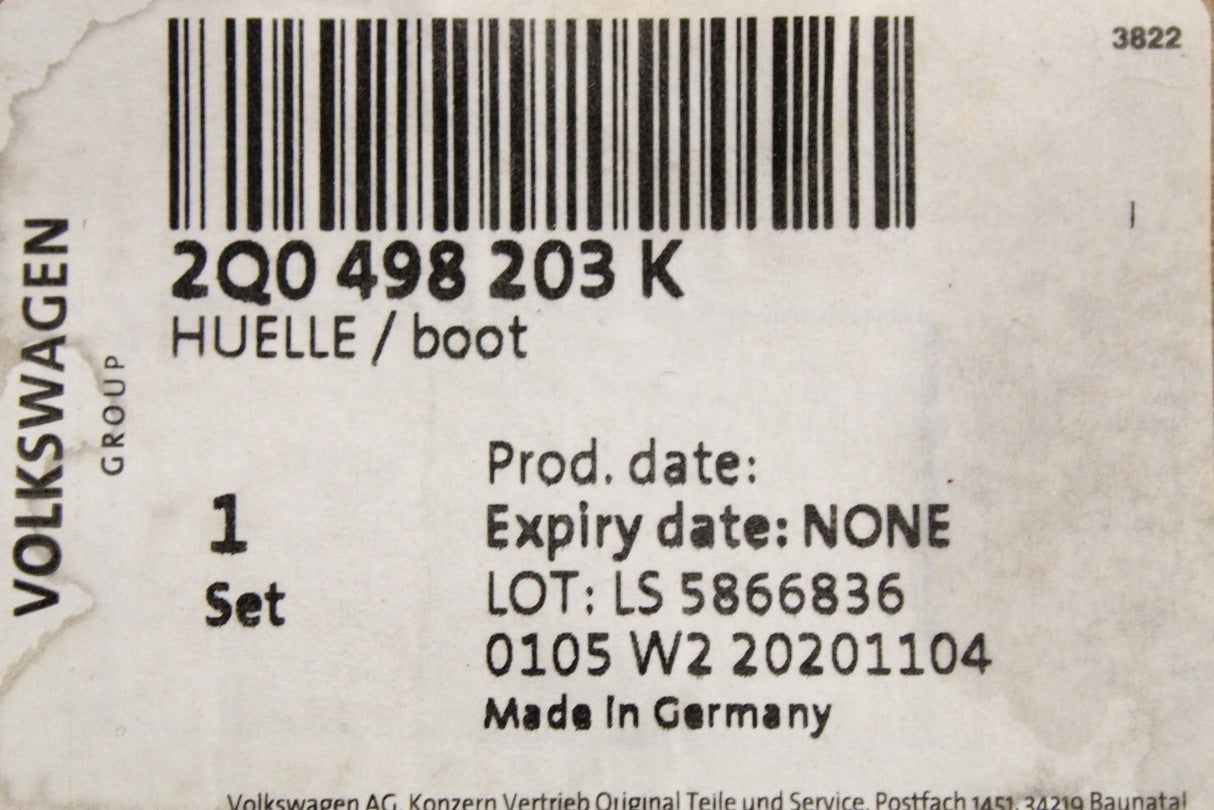 3822
2Q0 498 203 K
HUELLE / boot
VOLKSWAGEN
GROUP
1
Set
Prod. date:
Expiry date: NONE
LOT: LS 5866836
0105 W2 20201104
Made in Germany
Volkswagen AG, Konzern Vertrieb Original Teile und Service, Postfach 1451, 34219 Baunatal